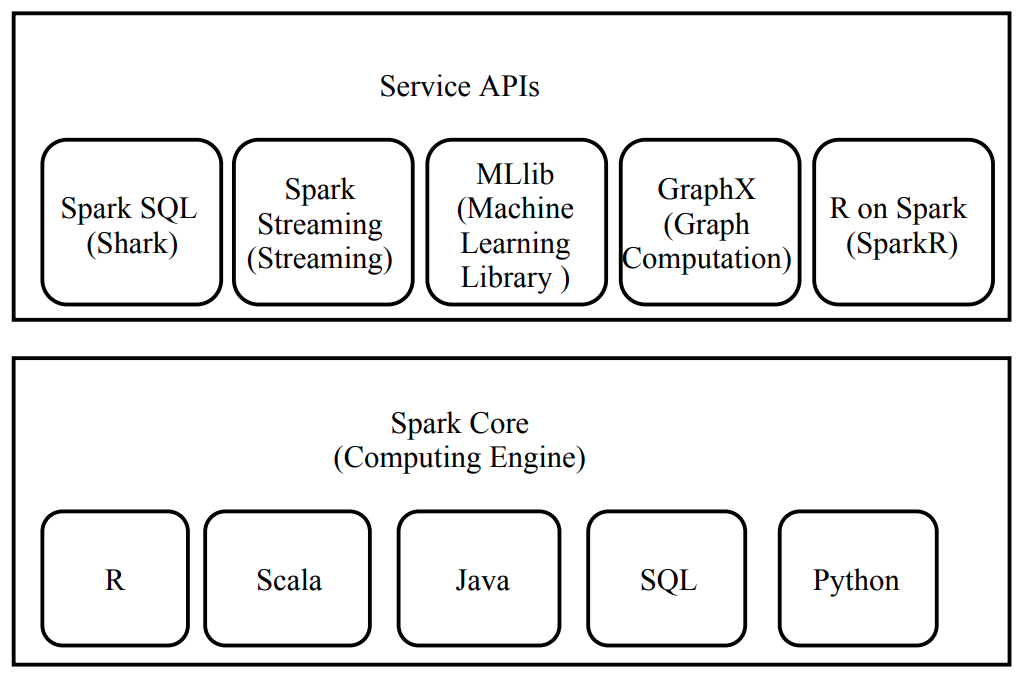 Service APIs
Spark SQL
(Shark)
Spark
Streaming
(Streaming)
MLlib
(Machine
Learning
Library )
GraphX
(Graph
Computation)
R on Spark
(SparkR)
Spark Core
(Computing Engine)
R
Scala
Java
SQL
Python